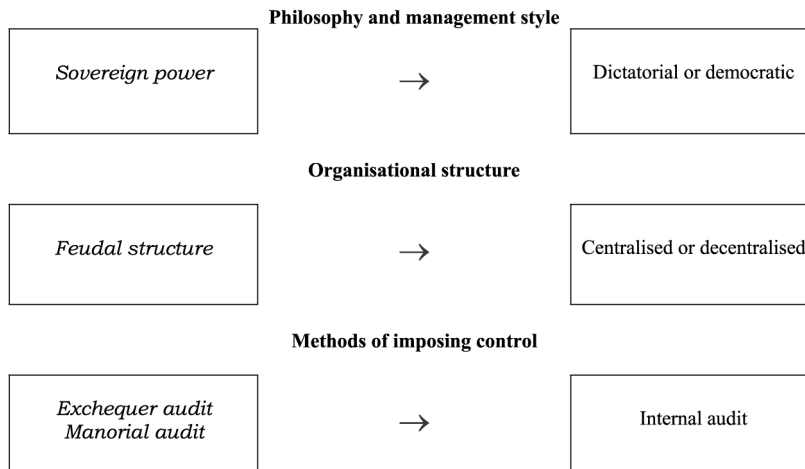 Philosophy and management style
Sovereign power → Dictatorial or democratic
Organisational structure
Feudal structure → Centralised or decentralised
Methods of imposing control
Exchequer audit
Manorial audit → Internal audit